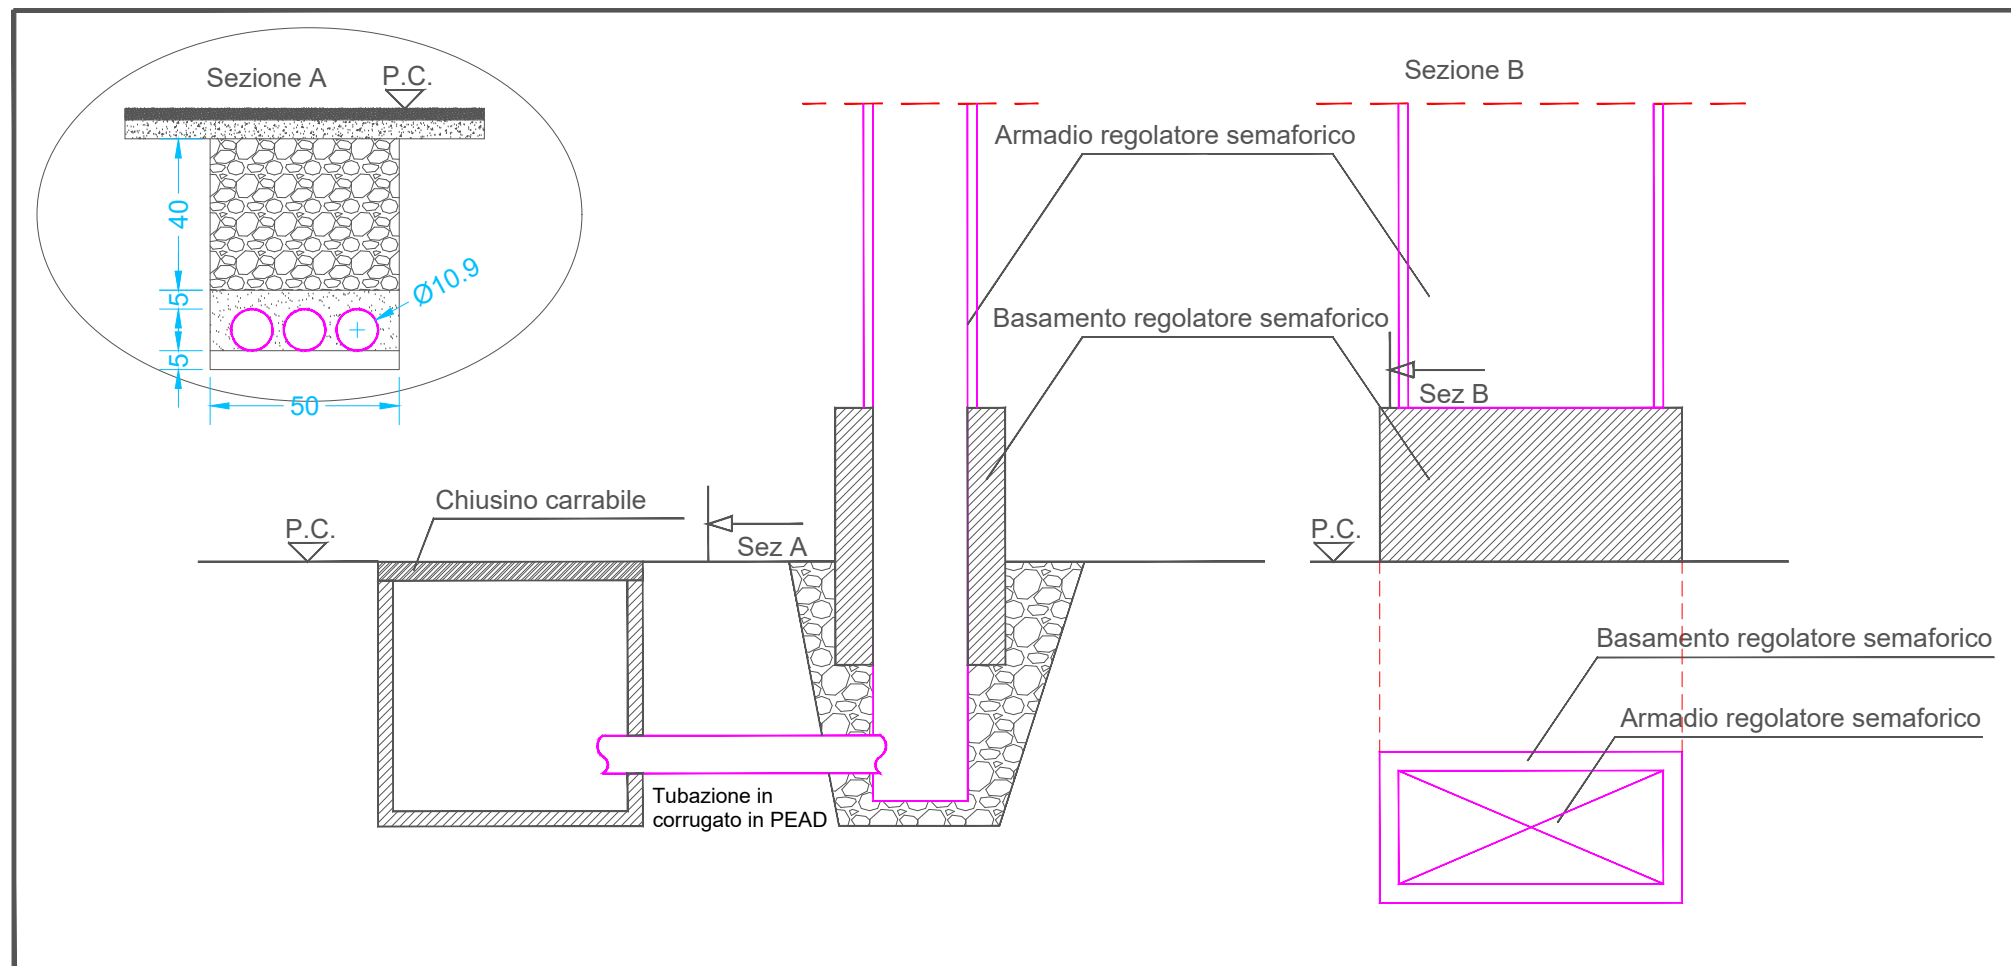 Sezione A
P.C.
40
5
Ø10.9
5
50
Sezione B
Armadio regolatore semaforico
Basamento regolatore semaforico
Sez B
Chiusino carrabile
P.C.
Sez A
P.C.
Basamento regolatore semaforico
Armadio regolatore semaforico
Tubazione in
corrugato in PEAD